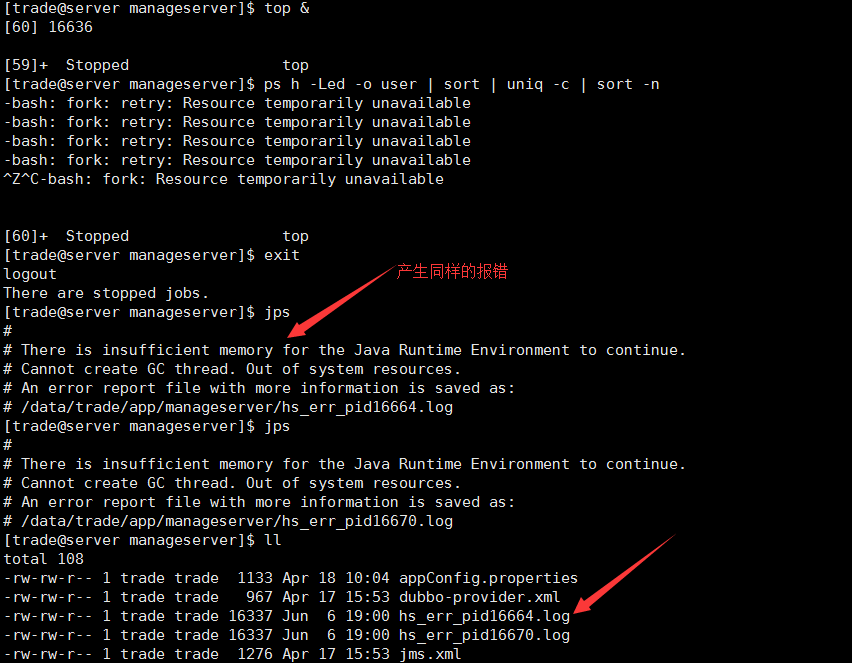 [trade@server manageserver]$ top &
[60] 16636
[59]+  Stopped                 top
[trade@server manageserver]$ ps h -Led -o user | sort | uniq -c | sort -n
-bash: fork: retry: Resource temporarily unavailable
-bash: fork: retry: Resource temporarily unavailable
-bash: fork: retry: Resource temporarily unavailable
-bash: fork: retry: Resource temporarily unavailable
^Z^C-bash: fork: Resource temporarily unavailable
[60]+  Stopped                 top
[trade@server manageserver]$ exit
产生同样的报错
logout
There are stopped jobs.
[trade@server manageserver]$ jps
#
# There is insufficient memory for the Java Runtime Environment to continue.
# Cannot create GC thread. Out of system resources.
# An error report file with more information is saved as:
# /data/trade/app/manageserver/hs_err_pid16664.log
[trade@server manageserver]$ jps
#
# There is insufficient memory for the Java Runtime Environment to continue.
# Cannot create GC thread. Out of system resources.
# An error report file with more information is saved as:
# /data/trade/app/manageserver/hs_err_pid16670.log
[trade@server manageserver]$ ll
total 108
-rw-rw-r-- 1 trade trade  1133 Apr 18 10:04 appConfig.properties
-rw-rw-r-- 1 trade trade   967 Apr 17 15:53 dubbo-provider.xml
-rw-rw-r-- 1 trade trade 16337 Jun  6 19:00 hs_err_pid16664.log
-rw-rw-r-- 1 trade trade 16337 Jun  6 19:00 hs_err_pid16670.log
-rw-rw-r-- 1 trade trade  1276 Apr 17 15:53 jms.xml